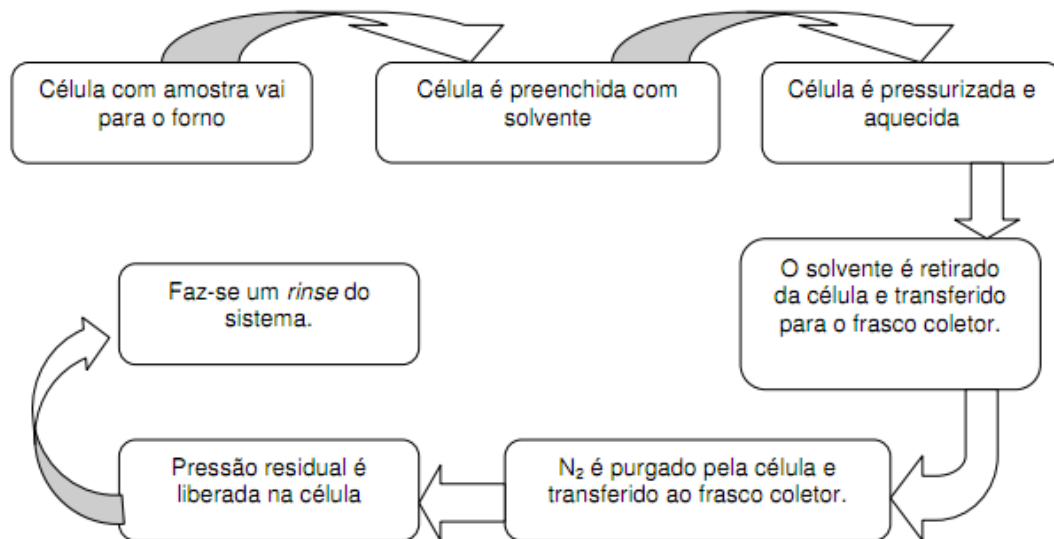 Célula com amostra vai
para o forno
Célula é preenchida com
solvente
Célula é pressurizada e
aquecida
O solvente é retirado
da célula e transferido
para o frasco coletor.
N₂ é purgado pela célula e
transferido ao frasco coletor.
Pressão residual é
liberada na célula
Faz-se um rinse do
sistema.